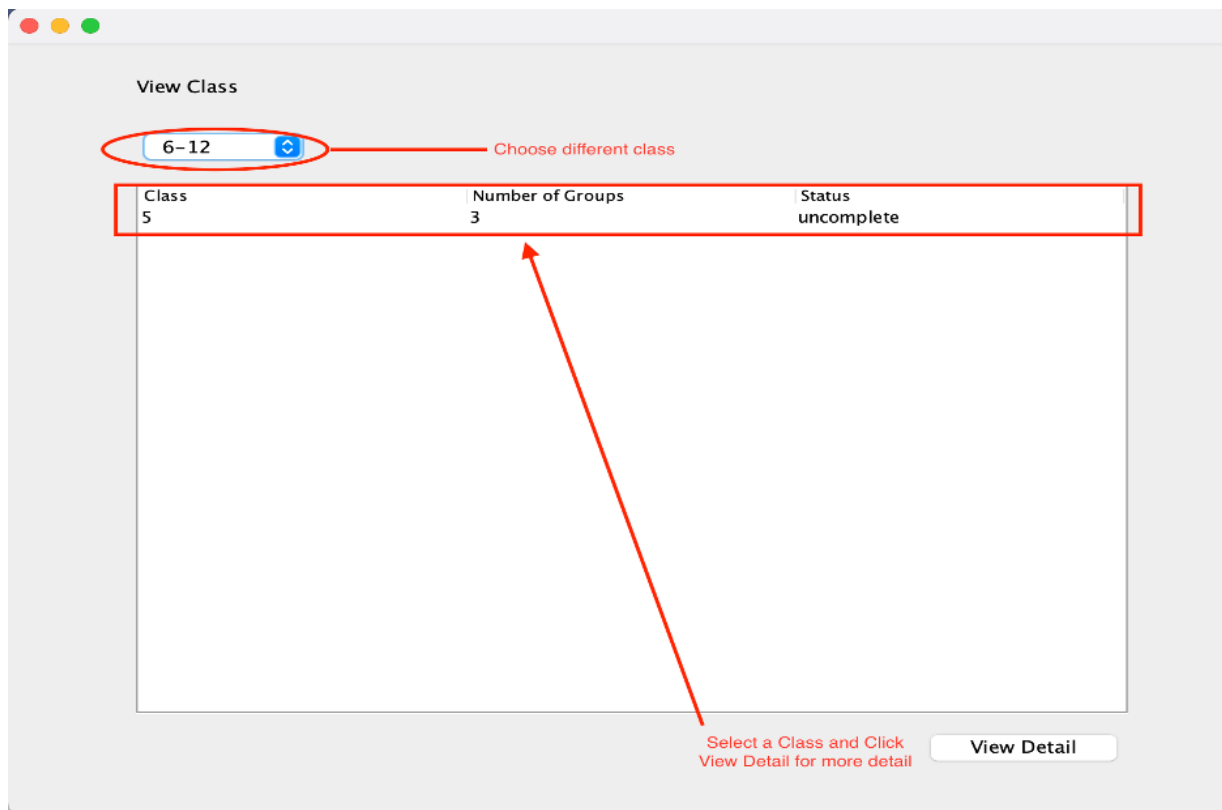 View Class
6-12
Choose different class
Class Number of Groups Status
5 3 uncomplete
Select a Class and Click
View Detail for more detail
View Detail